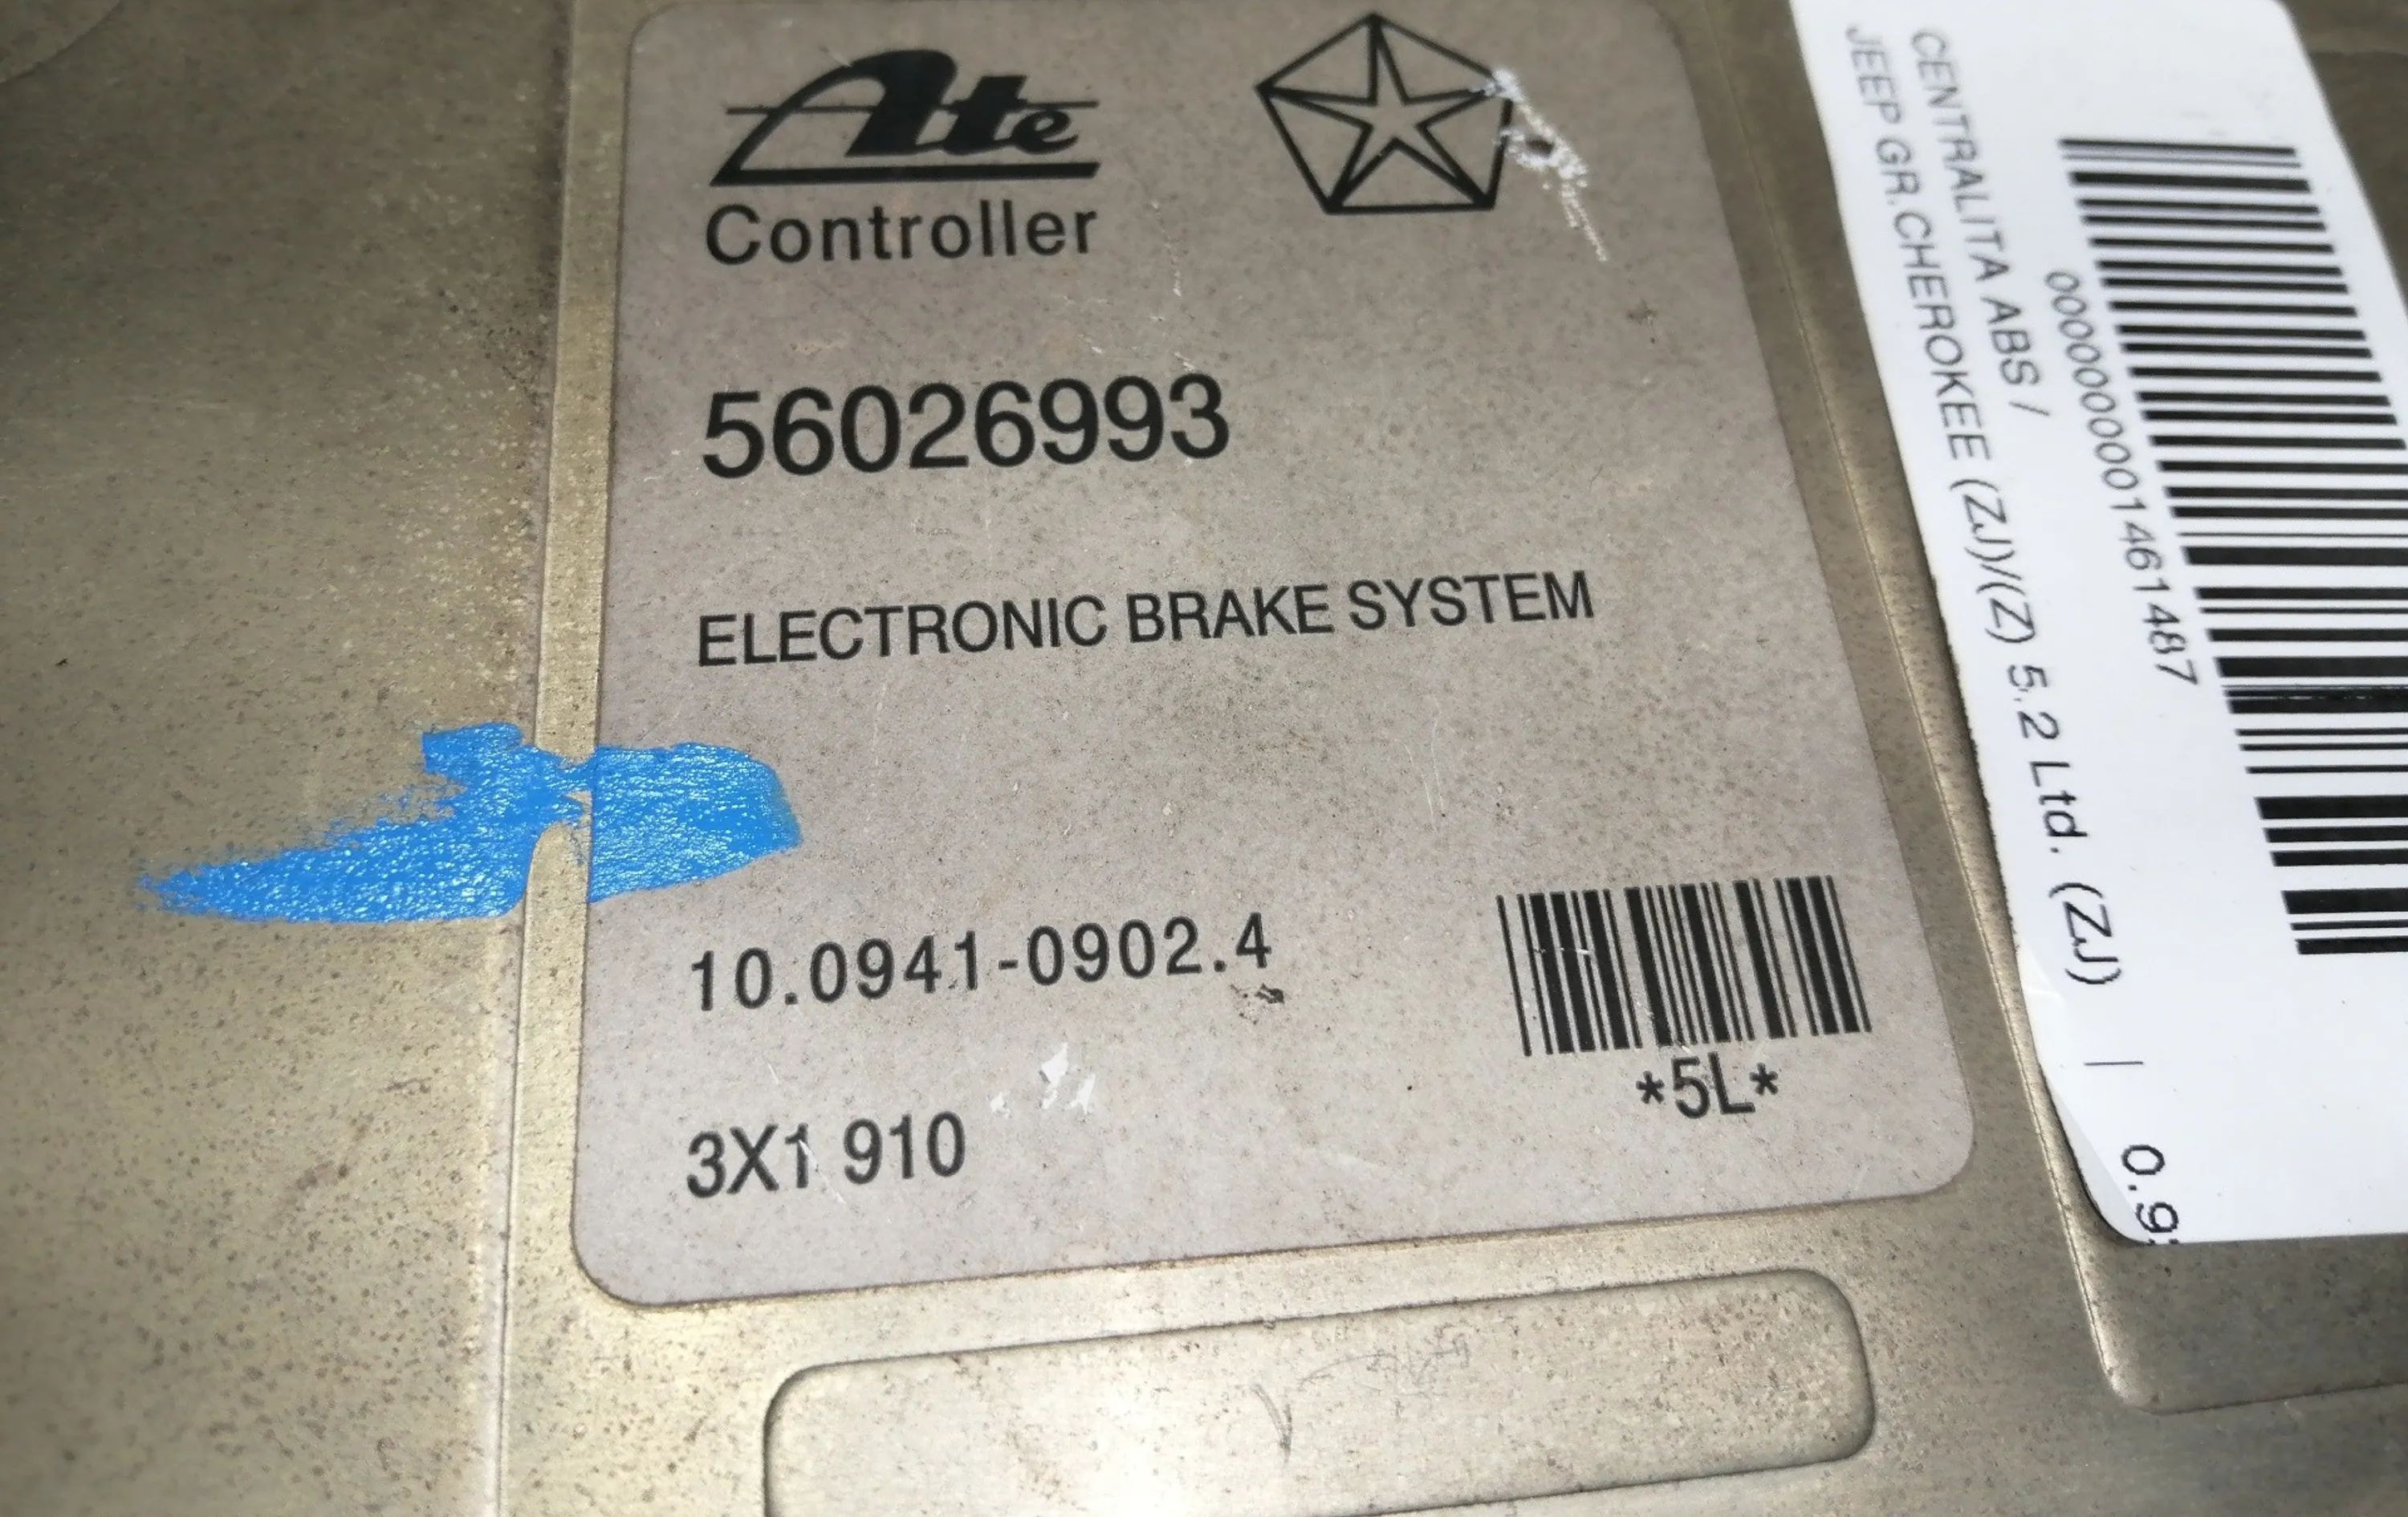 Ate
Controller
56026993
ELECTRONIC BRAKE SYSTEM
10.0941-0902.4
*5L*
3X1 910
0000000001461487
CENTRALITA ABS /
JEEP GR.CHEROKEE (ZJ)/(Z) 5.2 Ltd. (ZJ) |